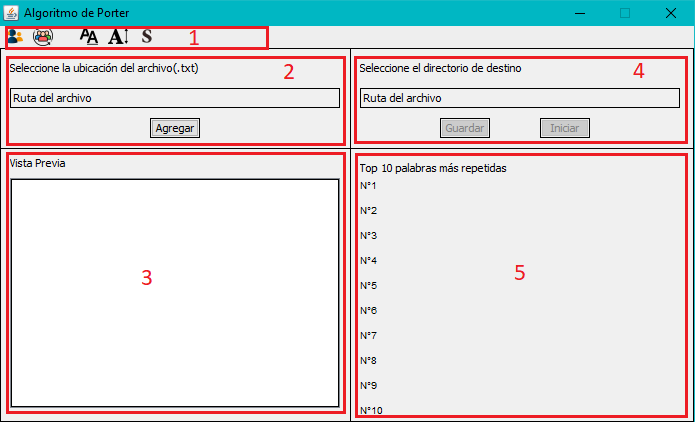 Algoritmo de Porter
1
Seleccione la ubicación del archivo(.txt)
2
Ruta del archivo
Agregar
Seleccione el directorio de destino
4
Ruta del archivo
Guardar
Iniciar
Vista Previa
3
Top 10 palabras más repetidas
N°1
N°2
N°3
N°4
5
N°5
N°6
N°7
N°8
N°9
N°10